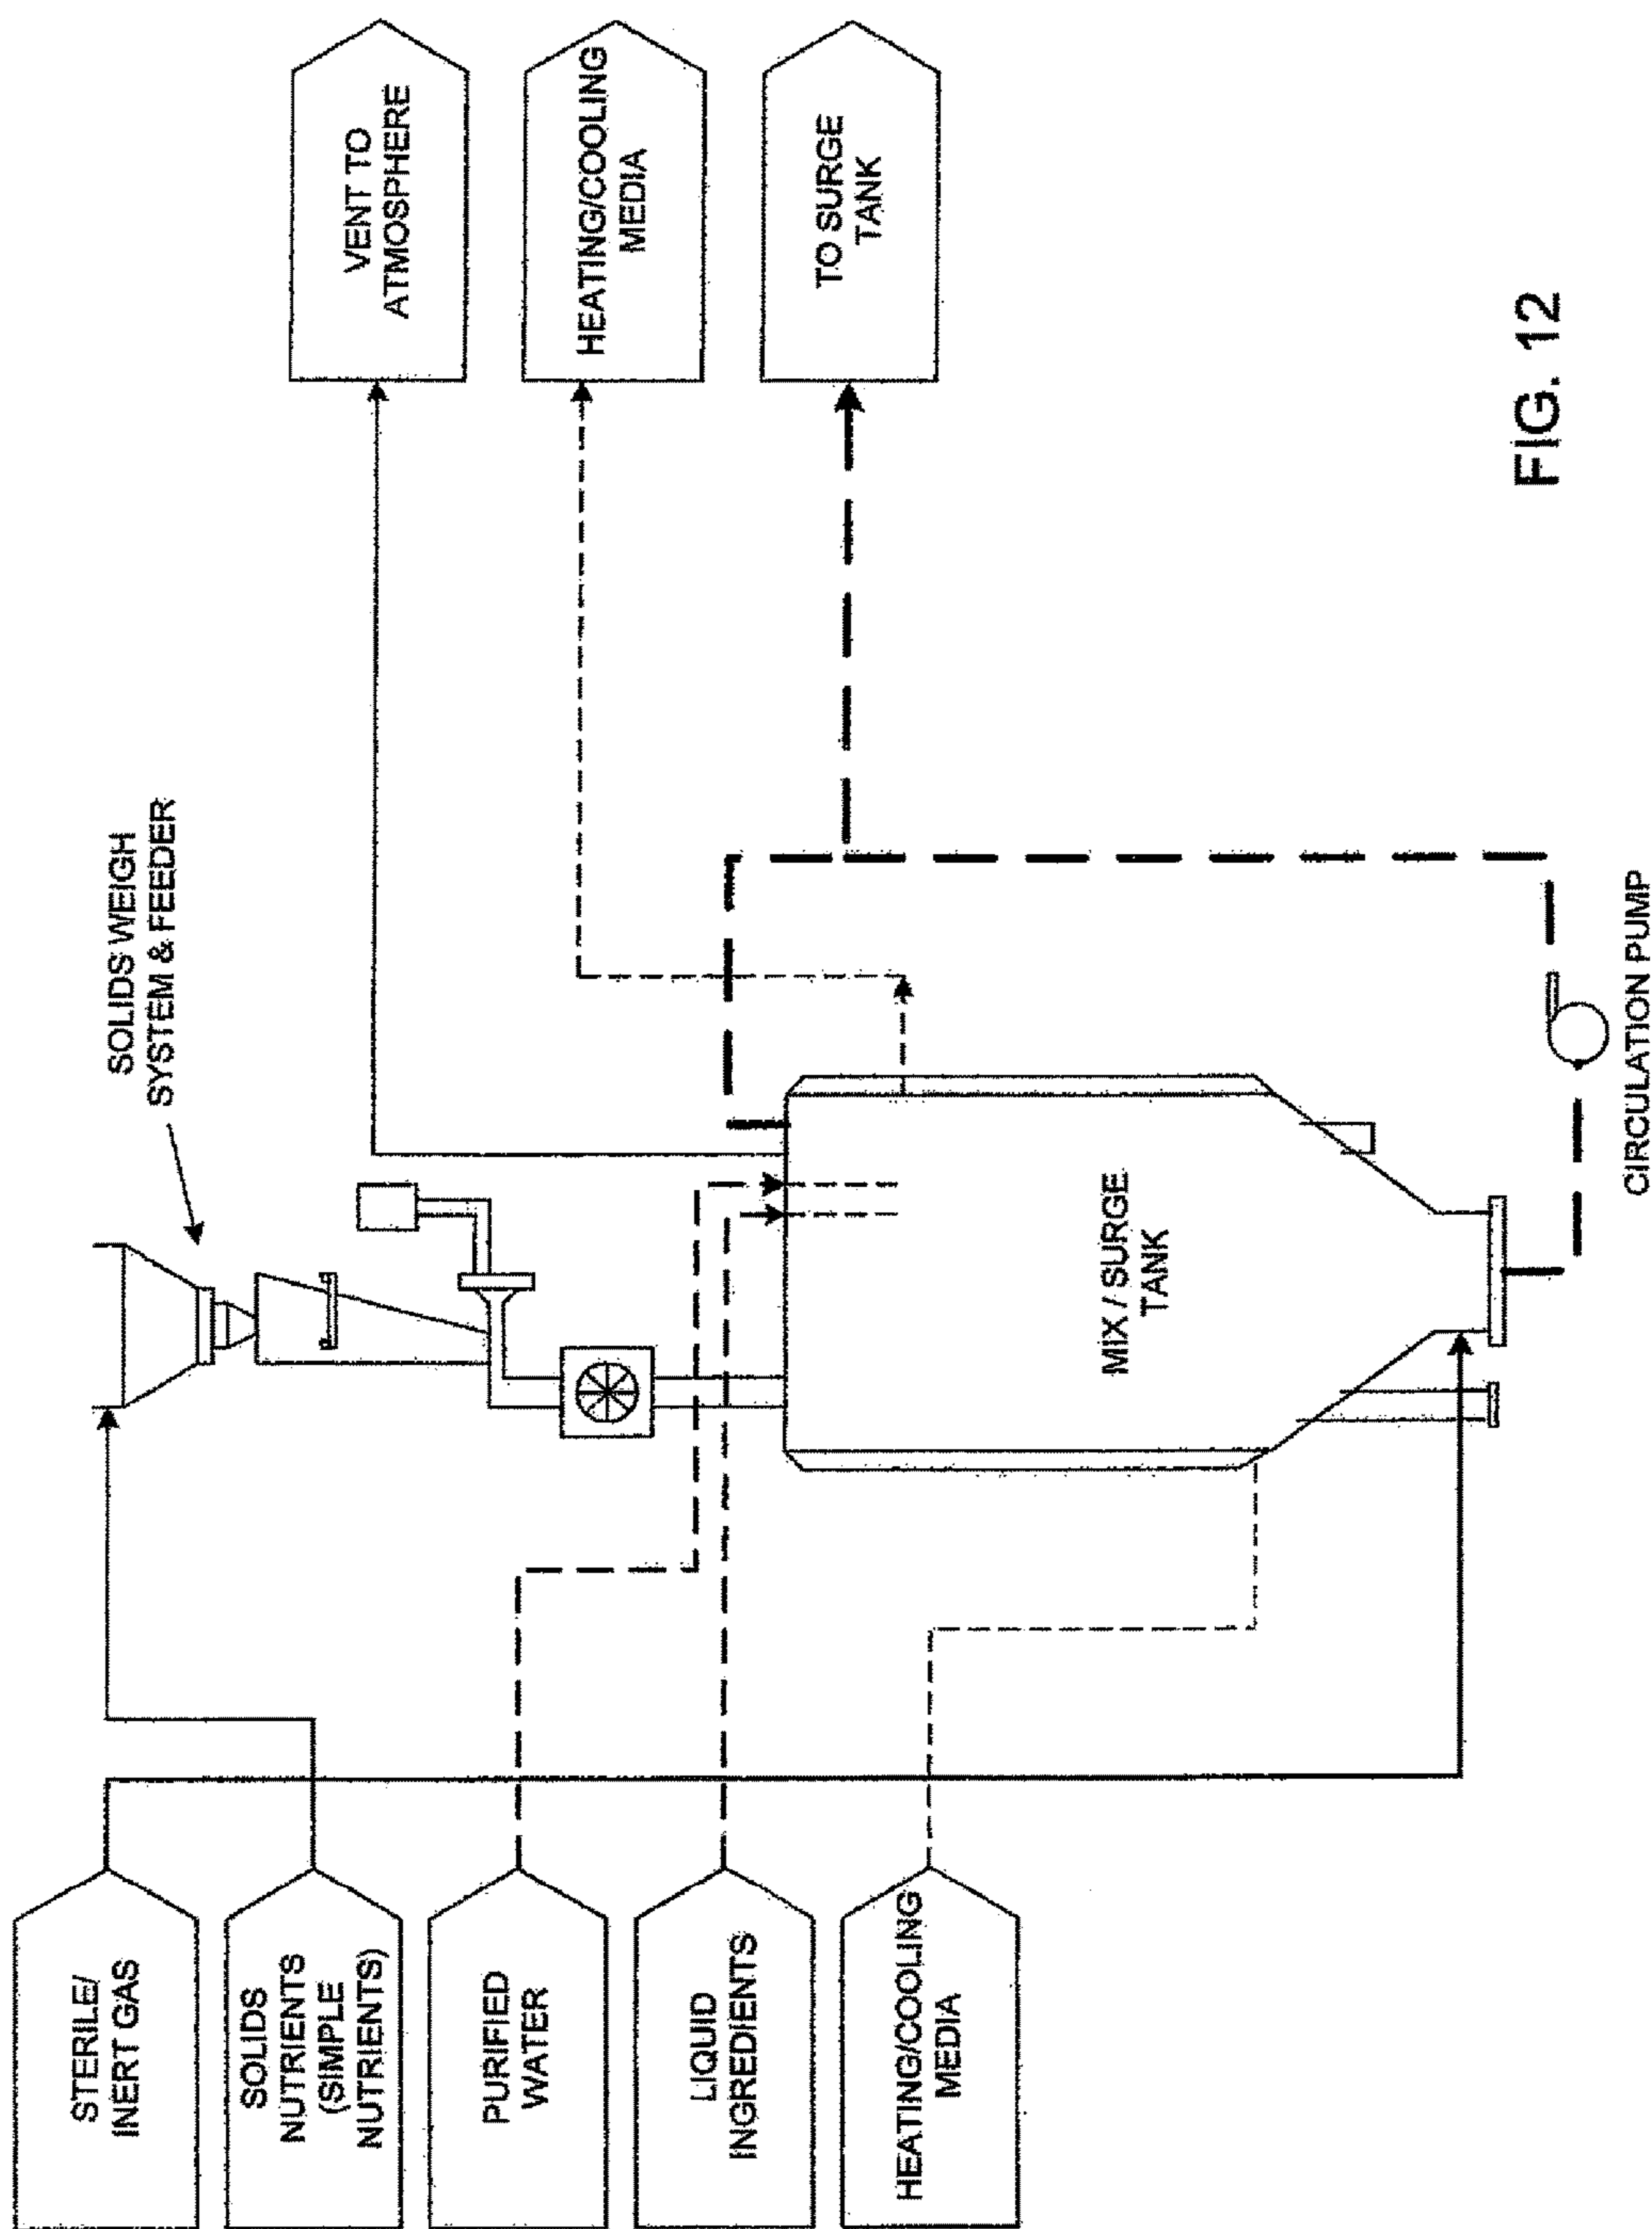 STERILE/
INERT GAS
SOLIDS
NUTRIENTS
(SIMPLE
NUTRIENTS)
PURIFIED
WATER
LIQUID
INGREDIENTS
HEATING/COOLING
MEDIA
SOLIDS WEIGH
SYSTEM & FEEDER
MIX / SURGE
TANK
CIRCULATION PUMP
VENT TO
ATMOSPHERE
HEATING/COOLING
MEDIA
TO SURGE
TANK
FIG. 12